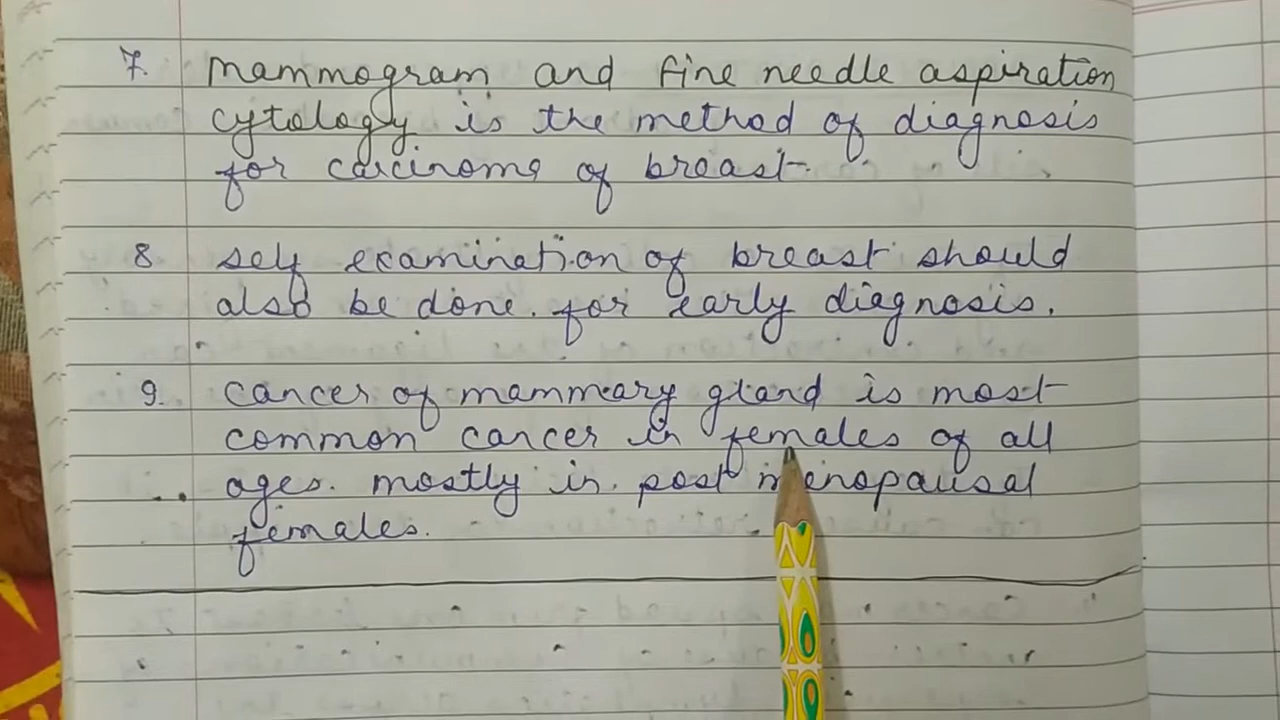 7. Mammogram and fine needle aspiration
cytology is the method of diagnosis
for carcinoma of breast.
8 self examination of breast should
also be done. for early diagnosis.
9. cancer of mammary gland is most
common cancer in females of all
ages. mostly in post menopausal
females.